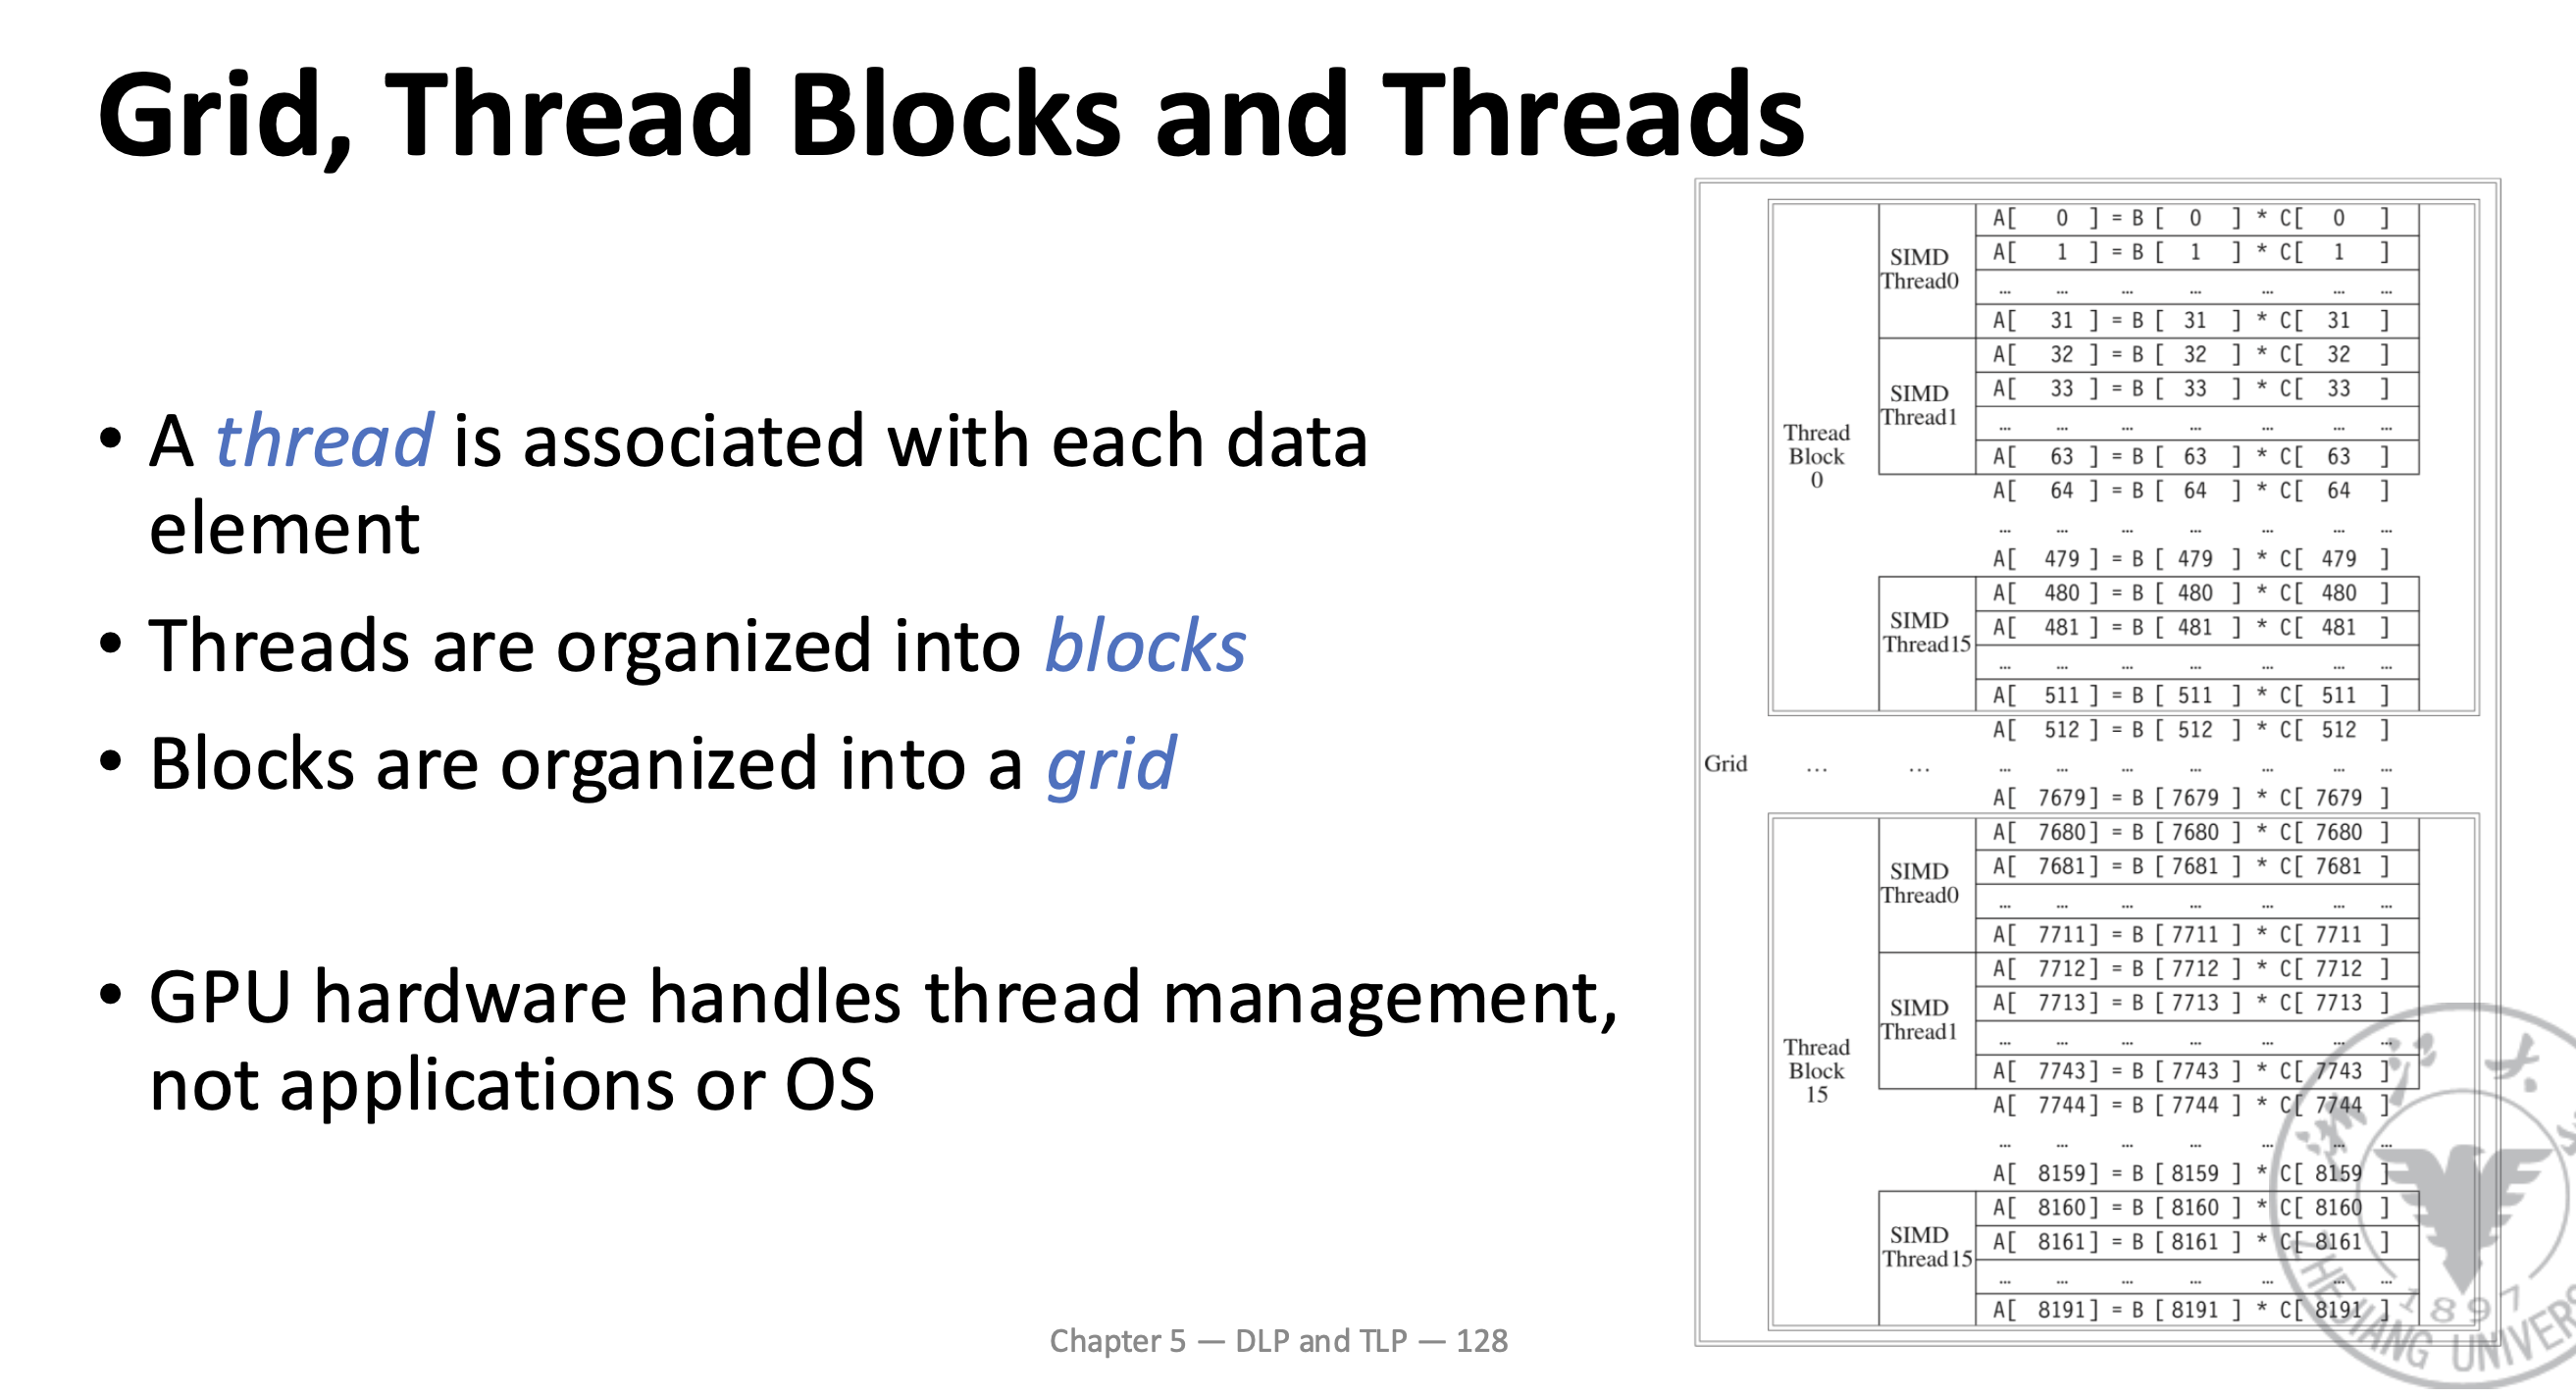 Grid, Thread Blocks and Threads
• A thread is associated with each data
element
• Threads are organized into blocks
• Blocks are organized into a grid
• GPU hardware handles thread management,
not applications or OS
Grid
Thread
Block
0
SIMD
Thread0
A[ 0 ] = B [ 0 ] * C[ 0 ]
A[ 1 ] = B [ 1 ] * C[ 1 ]
... ... ... ... ... ... ...
A[ 31 ] = B [ 31 ] * C[ 31 ]
SIMD
Thread1
A[ 32 ] = B [ 32 ] * C[ 32 ]
A[ 33 ] = B [ 33 ] * C[ 33 ]
... ... ... ... ... ... ...
A[ 63 ] = B [ 63 ] * C[ 63 ]
A[ 64 ] = B [ 64 ] * C[ 64 ]
... ... ... ... ... ... ...
A[ 479 ] = B [ 479 ] * C[ 479 ]
SIMD
Thread15
A[ 480 ] = B [ 480 ] * C[ 480 ]
A[ 481 ] = B [ 481 ] * C[ 481 ]
... ... ... ... ... ... ...
A[ 511 ] = B [ 511 ] * C[ 511 ]
A[ 512 ] = B [ 512 ] * C[ 512 ]
... ... ... ... ... ... ... ... ...
A[ 7679] = B [ 7679 ] * C[ 7679 ]
Thread
Block
15
SIMD
Thread0
A[ 7680] = B [ 7680 ] * C[ 7680 ]
A[ 7681] = B [ 7681 ] * C[ 7681 ]
... ... ... ... ... ... ...
A[ 7711] = B [ 7711 ] * C[ 7711 ]
SIMD
Thread1
A[ 7712] = B [ 7712 ] * C[ 7712 ]
A[ 7713] = B [ 7713 ] * C[ 7713 ]
... ... ... ... ... ... ...
A[ 7743] = B [ 7743 ] * C[ 7743 ]
A[ 7744] = B [ 7744 ] * C[ 7744 ]
... ... ... ... ... ... ...
A[ 8159] = B [ 8159 ] * C[ 8159 ]
SIMD
Thread15
A[ 8160] = B [ 8160 ] * C[ 8160 ]
A[ 8161] = B [ 8161 ] * C[ 8161 ]
... ... ... ... ... ... ...
A[ 8191] = B [ 8191 ] * C[ 8191 ]
Chapter 5 — DLP and TLP — 128
1897
ZHEJIANG